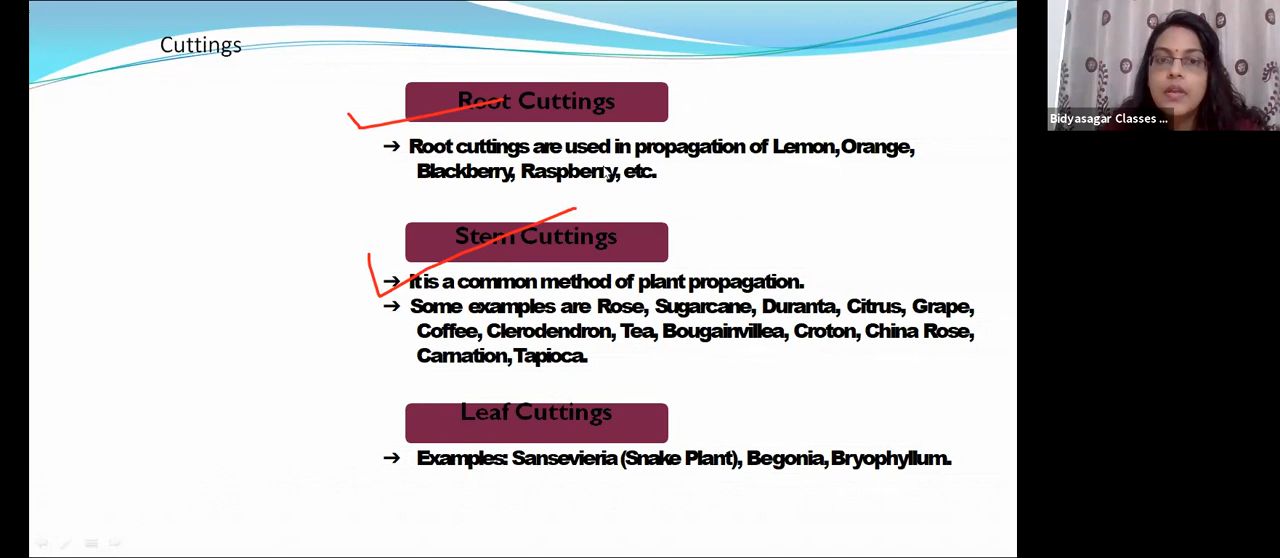 Cuttings
Root Cuttings
→ Root cuttings are used in propagation of Lemon, Orange,
Blackberry, Raspberry, etc.
Stem Cuttings
→ It is a common method of plant propagation.
→ Some examples are Rose, Sugarcane, Duranta, Citrus, Grape,
Coffee, Clerodendron, Tea, Bougainvillea, Croton, China Rose,
Carnation, Tapioca.
Leaf Cuttings
→ Examples: Sansevieria (Snake Plant), Begonia, Bryophyllum.
Bidyasagar Classes ...